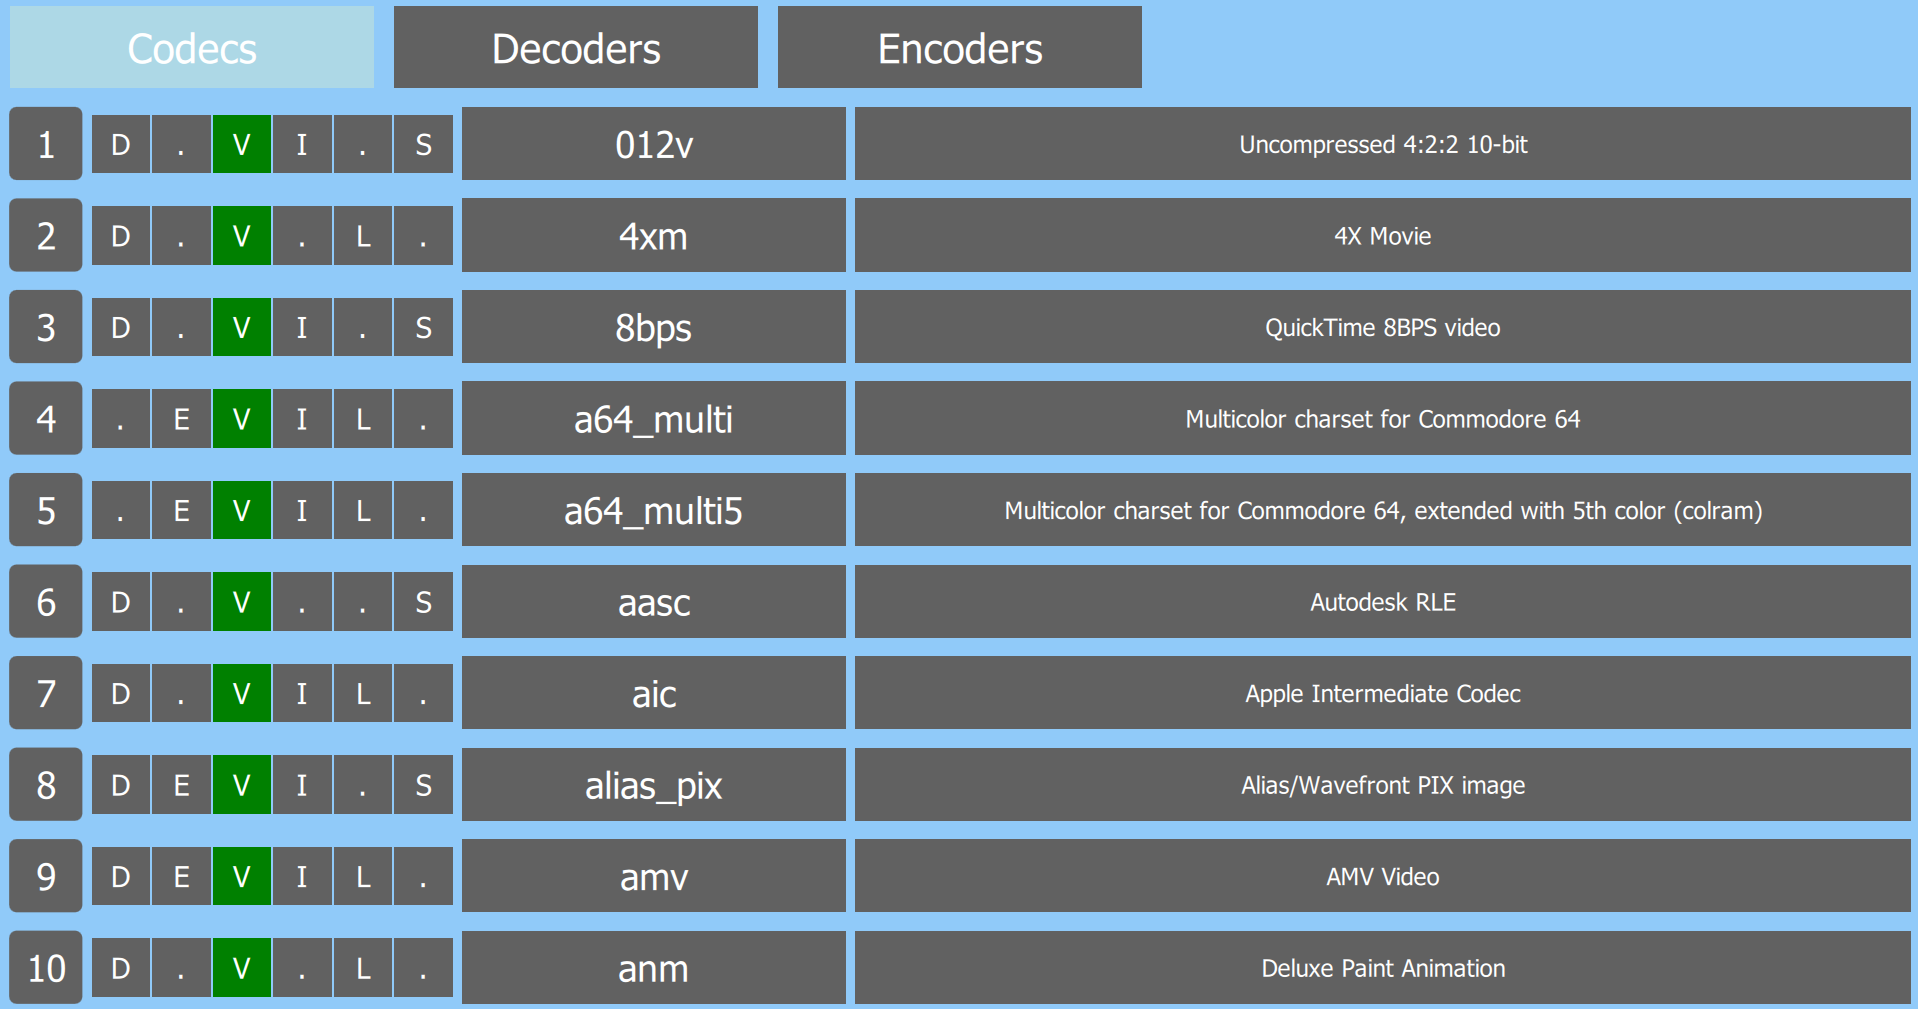 Codecs Decoders Encoders
1 D . V I . S 012v Uncompressed 4:2:2 10-bit
2 D . V . L . 4xm 4X Movie
3 D . V I . S 8bps QuickTime 8BPS video
4 . E V I L . a64_multi Multicolor charset for Commodore 64
5 . E V I L . a64_multi5 Multicolor charset for Commodore 64, extended with 5th color (colram)
6 D . V . . S aasc Autodesk RLE
7 D . V I L . aic Apple Intermediate Codec
8 D E V I . S alias_pix Alias/Wavefront PIX image
9 D E V I L . amv AMV Video
10 D . V . L . anm Deluxe Paint Animation